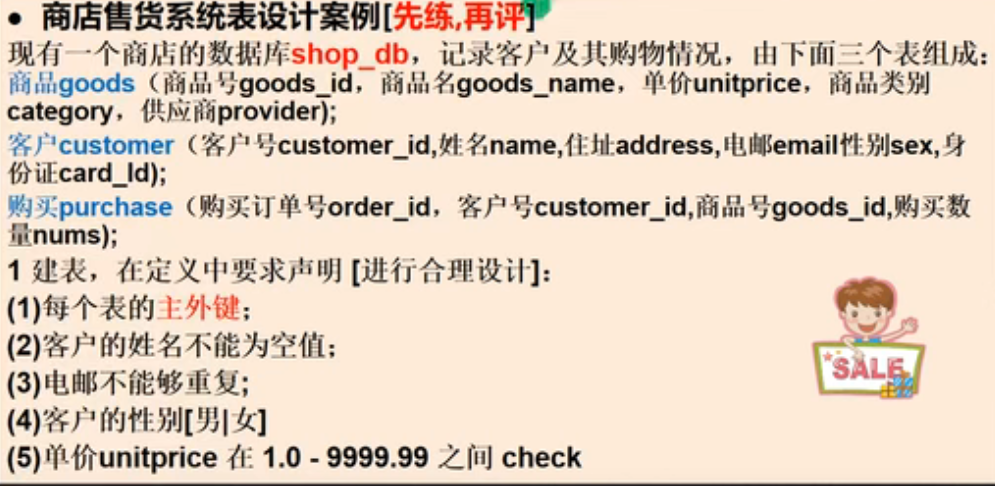 ● 商店售货系统表设计案例[先练,再评]
现有一个商店的数据库shop_db，记录客户及其购物情况，由下面三个表组成：
商品goods（商品号goods_id，商品名goods_name，单价unitprice，商品类别
category，供应商provider);
客户customer（客户号customer_id,姓名name,住址address,电邮email性别sex,身
份证card_Id);
购买purchase（购买订单号order_id，客户号customer_id,商品号goods_id,购买数
量nums);
1 建表，在定义中要求声明 [进行合理设计]：
(1)每个表的主外键；
(2)客户的姓名不能为空值；
(3)电邮不能够重复;
(4)客户的性别[男|女]
(5)单价unitprice 在 1.0 - 9999.99 之间 check
SALE